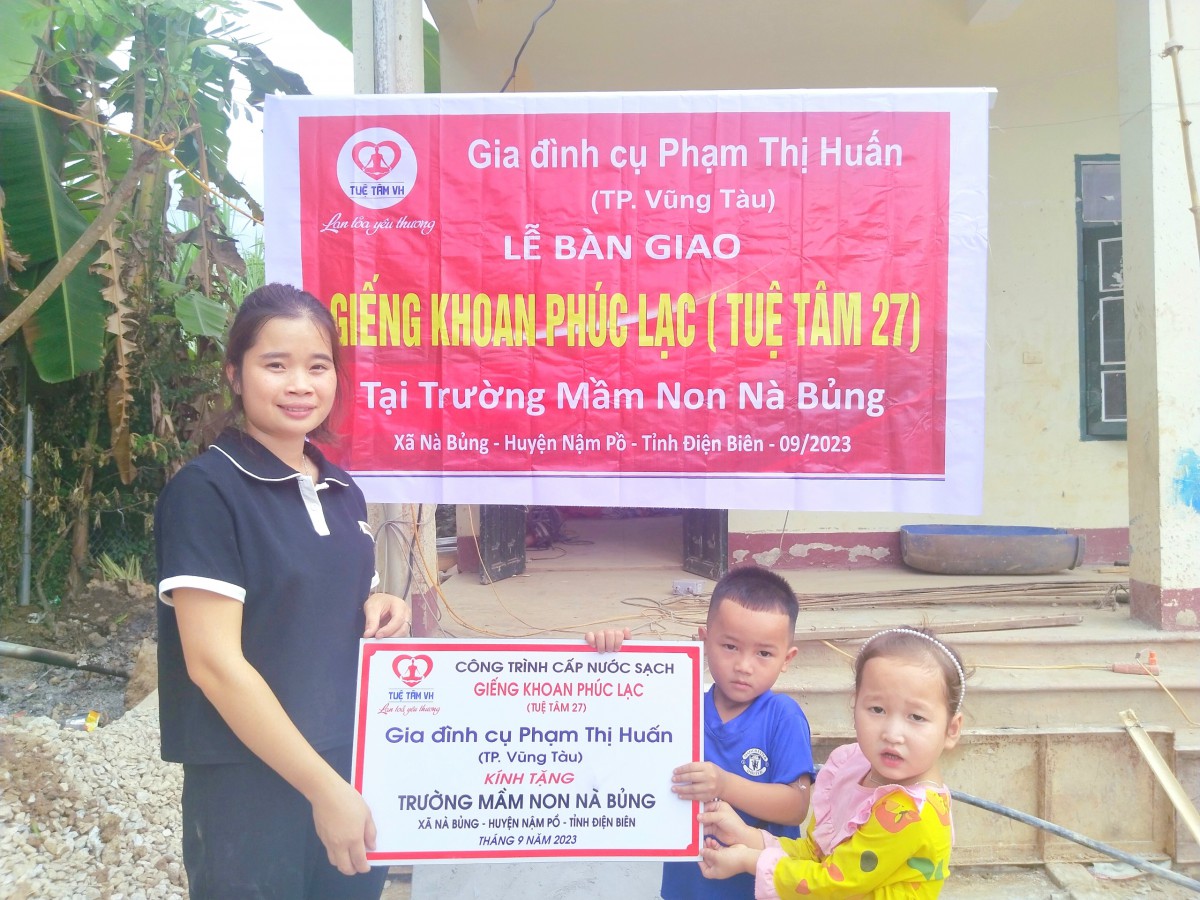 TUỆ TÂM VH
Lan tỏa yêu thương
Gia đình cụ Phạm Thị Huấn
(TP. Vũng Tàu)
LỄ BÀN GIAO
GIẾNG KHOAN PHÚC LẠC ( TUỆ TÂM 27)
Tại Trường Mầm Non Nà Bủng
Xã Nà Bủng - Huyện Nậm Pồ - Tỉnh Điện Biên - 09/2023
TUỆ TÂM VH
Lan toả yêu thương
CÔNG TRÌNH CẤP NƯỚC SẠCH
GIẾNG KHOAN PHÚC LẠC
(TUỆ TÂM 27)
Gia đình cụ Phạm Thị Huấn
(TP. Vũng Tàu)
KÍNH TẶNG
TRƯỜNG MẦM NON NÀ BỦNG
XÃ NÀ BỦNG - HUYỆN NẬM PỒ - TỈNH ĐIỆN BIÊN
THÁNG 9 NĂM 2023